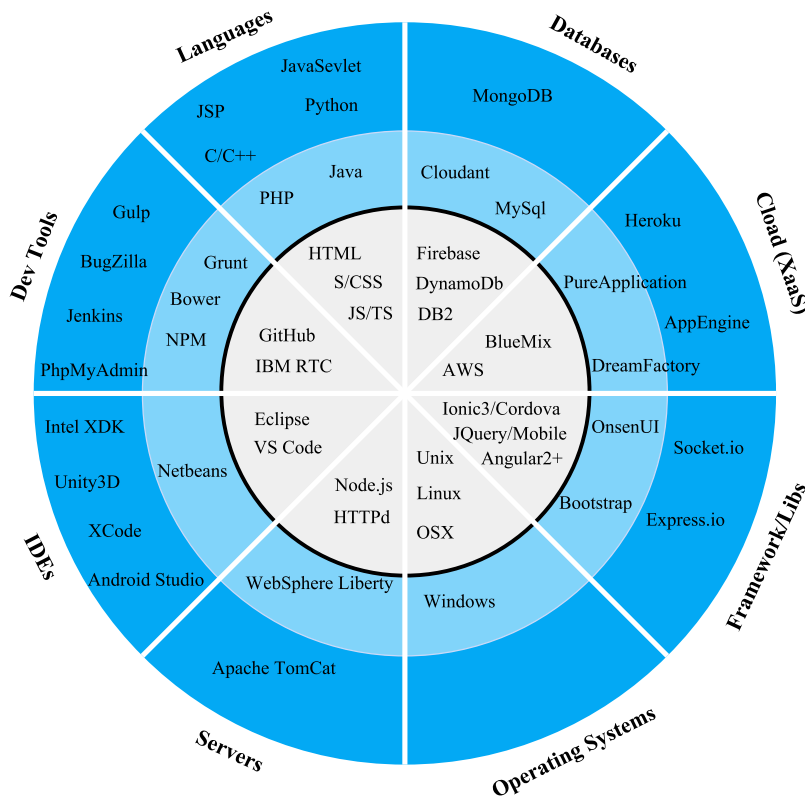 Languages
JavaSevlet
JSP
Python
C/C++
Java
PHP
HTML
S/CSS
JS/TS
Databases
MongoDB
Cloudant
MySql
Firebase
DynamoDb
DB2
Cload (XaaS)
Heroku
PureApplication
AppEngine
DreamFactory
BlueMix
AWS
Framework/Libs
Ionic3/Cordova
JQuery/Mobile
Angular2+
OnsenUI
Bootstrap
Socket.io
Express.io
Operating Systems
Unix
Linux
OSX
Windows
Servers
Node.js
HTTPd
WebSphere Liberty
Apache TomCat
IDEs
Eclipse
VS Code
Netbeans
Intel XDK
Unity3D
XCode
Android Studio
Dev Tools
Gulp
BugZilla
Jenkins
PhpMyAdmin
Grunt
Bower
NPM
GitHub
IBM RTC